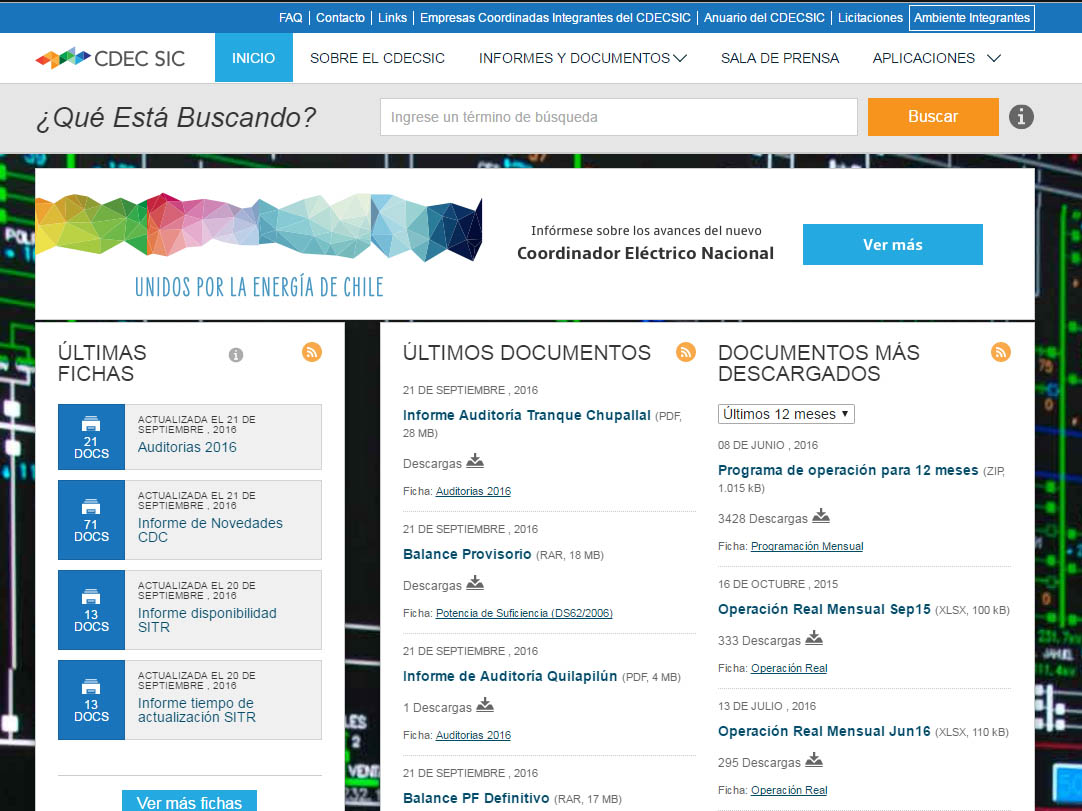 FAQ | Contacto | Links | Empresas Coordinadas Integrantes del CDECSIC | Anuario del CDECSIC | Licitaciones Ambiente Integrantes
CDEC SIC INICIO SOBRE EL CDECSIC INFORMES Y DOCUMENTOS SALA DE PRENSA APLICACIONES
¿Qué Está Buscando? Ingrese un término de búsqueda Buscar
Infórmese sobre los avances del nuevo
Coordinador Eléctrico Nacional
Ver más
UNIDOS POR LA ENERGÍA DE CHILE
ÚLTIMAS
FICHAS
21
DOCS
ACTUALIZADA EL 21 DE
SEPTIEMBRE , 2016
Auditorias 2016
71
DOCS
ACTUALIZADA EL 21 DE
SEPTIEMBRE , 2016
Informe de Novedades
CDC
13
DOCS
ACTUALIZADA EL 20 DE
SEPTIEMBRE , 2016
Informe disponibilidad
SITR
13
DOCS
ACTUALIZADA EL 20 DE
SEPTIEMBRE , 2016
Informe tiempo de
actualización SITR
Ver más fichas
ÚLTIMOS DOCUMENTOS
21 DE SEPTIEMBRE , 2016
Informe Auditoría Tranque Chupallal (PDF,
28 MB)
Descargas
Ficha: Auditorias 2016
21 DE SEPTIEMBRE , 2016
Balance Provisorio (RAR, 18 MB)
Descargas
Ficha: Potencia de Suficiencia (DS62/2006)
21 DE SEPTIEMBRE , 2016
Informe de Auditoría Quilapilún (PDF, 4 MB)
1 Descargas
Ficha: Auditorias 2016
21 DE SEPTIEMBRE , 2016
Balance PF Definitivo (RAR, 17 MB)
DOCUMENTOS MÁS
DESCARGADOS
Últimos 12 meses
08 DE JUNIO , 2016
Programa de operación para 12 meses (ZIP,
1.015 kB)
3428 Descargas
Ficha: Programación Mensual
16 DE OCTUBRE , 2015
Operación Real Mensual Sep15 (XLSX, 100 kB)
333 Descargas
Ficha: Operación Real
13 DE JULIO , 2016
Operación Real Mensual Jun16 (XLSX, 110 kB)
295 Descargas
Ficha: Operación Real